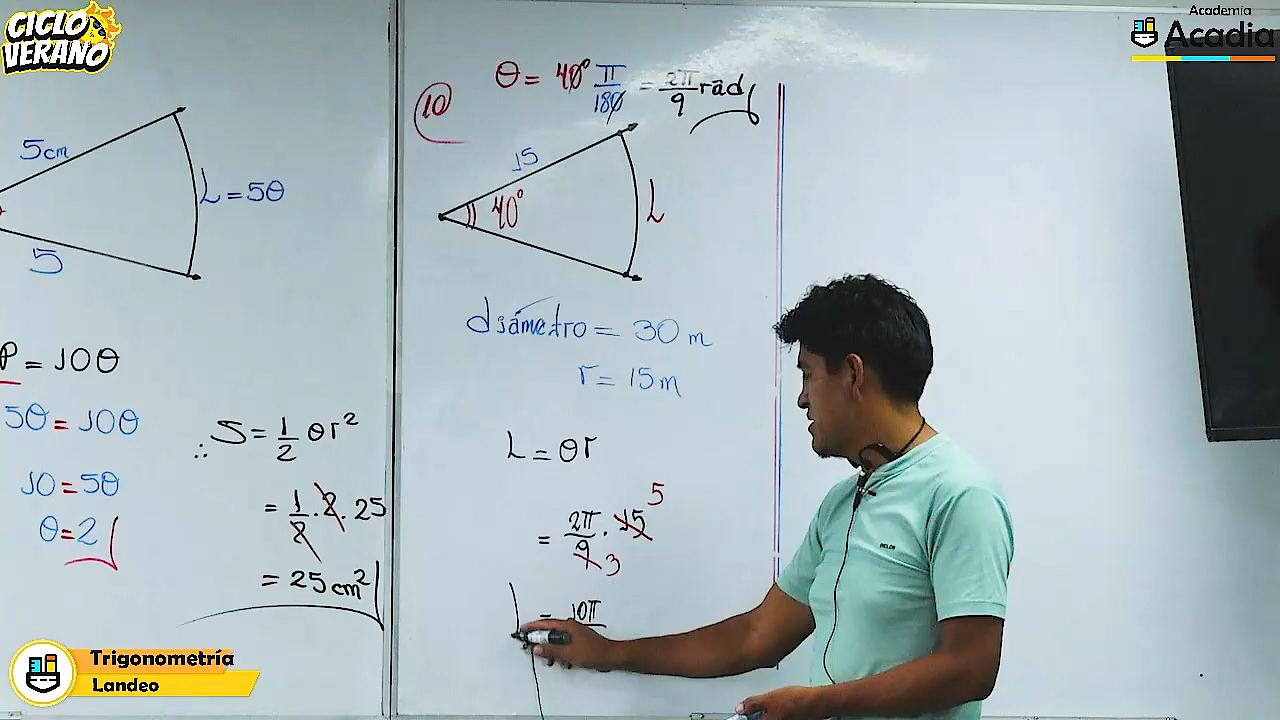 CICLO
VERANO
Academia
Acadia
5cm
L = 5θ
5
P = 10θ
5θ = 10θ
10 = 5θ
θ = 2
∴ S = 1/2 θ r²
= 1/2 · 2 · 25
= 25 cm²
10
θ = 40° π/180 = 2π/9 rad
15
40°
L
diámetro = 30 m
r = 15 m
L = θr
= 2π/9 · 15 5
3
= 10π
Trigonometría
Landeo